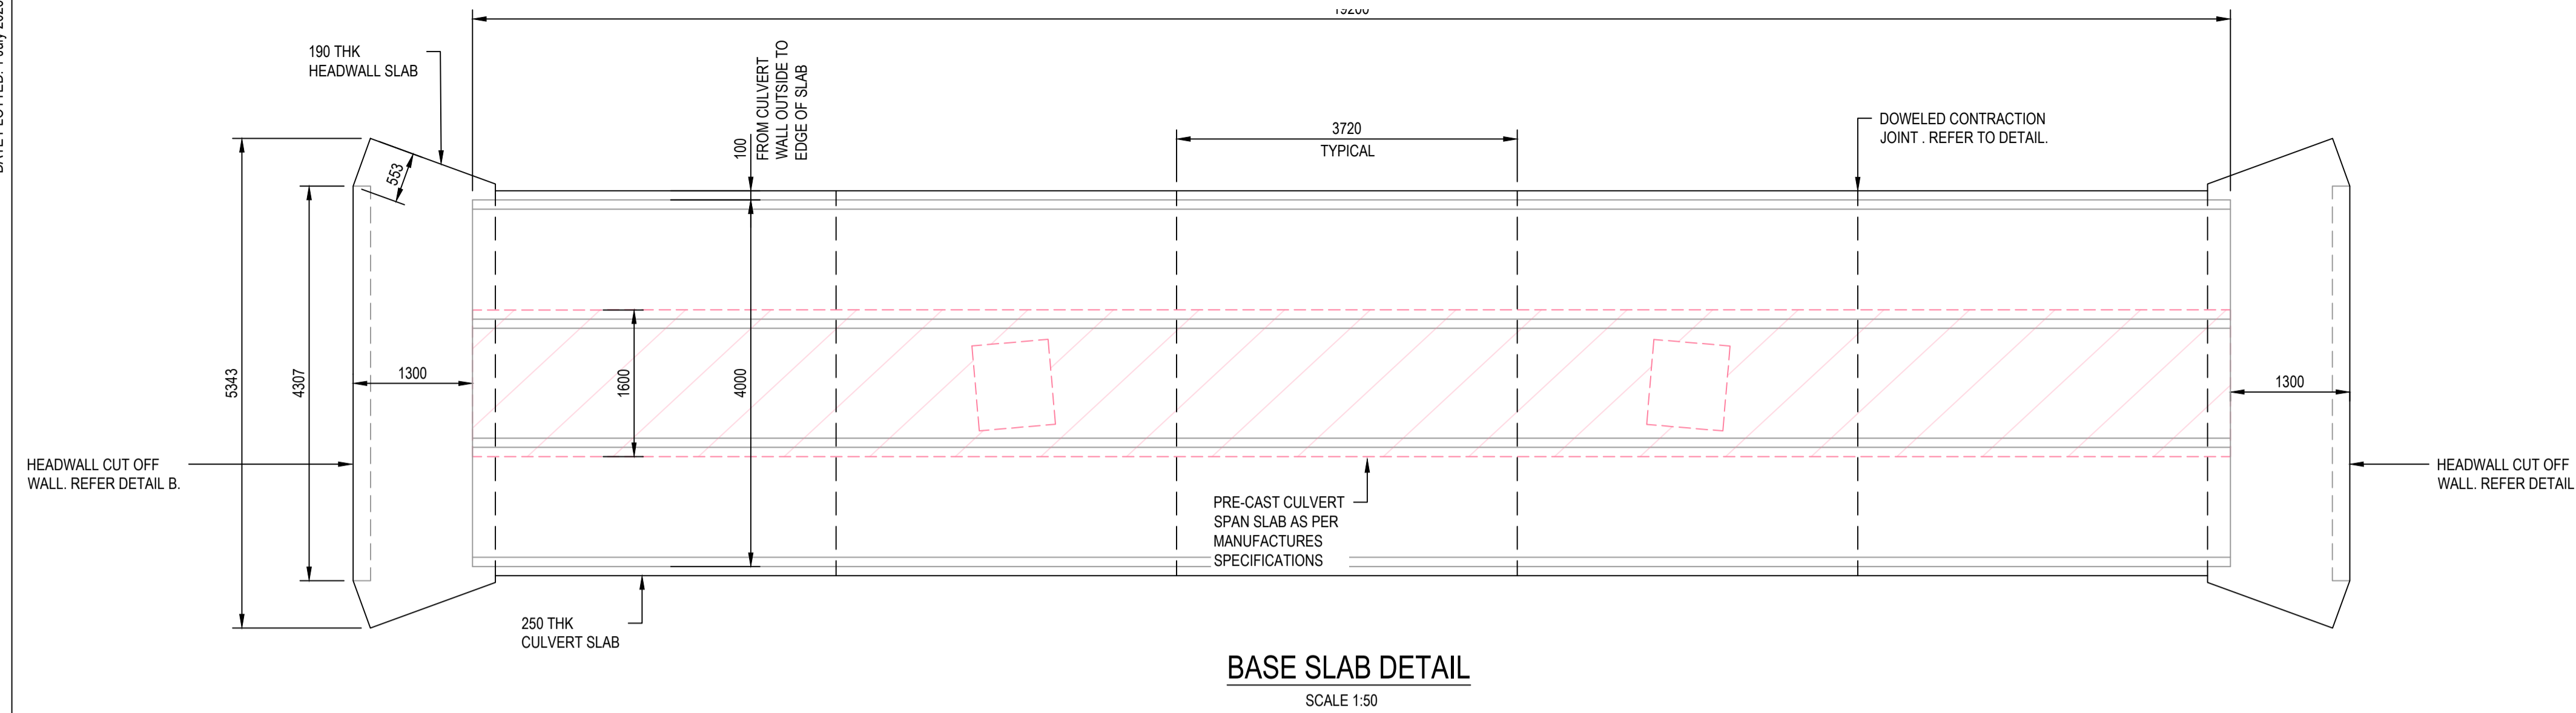 19200
190 THK
HEADWALL SLAB
100
FROM CULVERT
WALL OUTSIDE TO
EDGE OF SLAB
3720
TYPICAL
DOWELED CONTRACTION
JOINT . REFER TO DETAIL.
553
5343
4307
1300
1600
4000
1300
HEADWALL CUT OFF
WALL. REFER DETAIL B.
HEADWALL CUT OFF
WALL. REFER DETAIL
PRE-CAST CULVERT
SPAN SLAB AS PER
MANUFACTURES
SPECIFICATIONS
250 THK
CULVERT SLAB
BASE SLAB DETAIL
SCALE 1:50